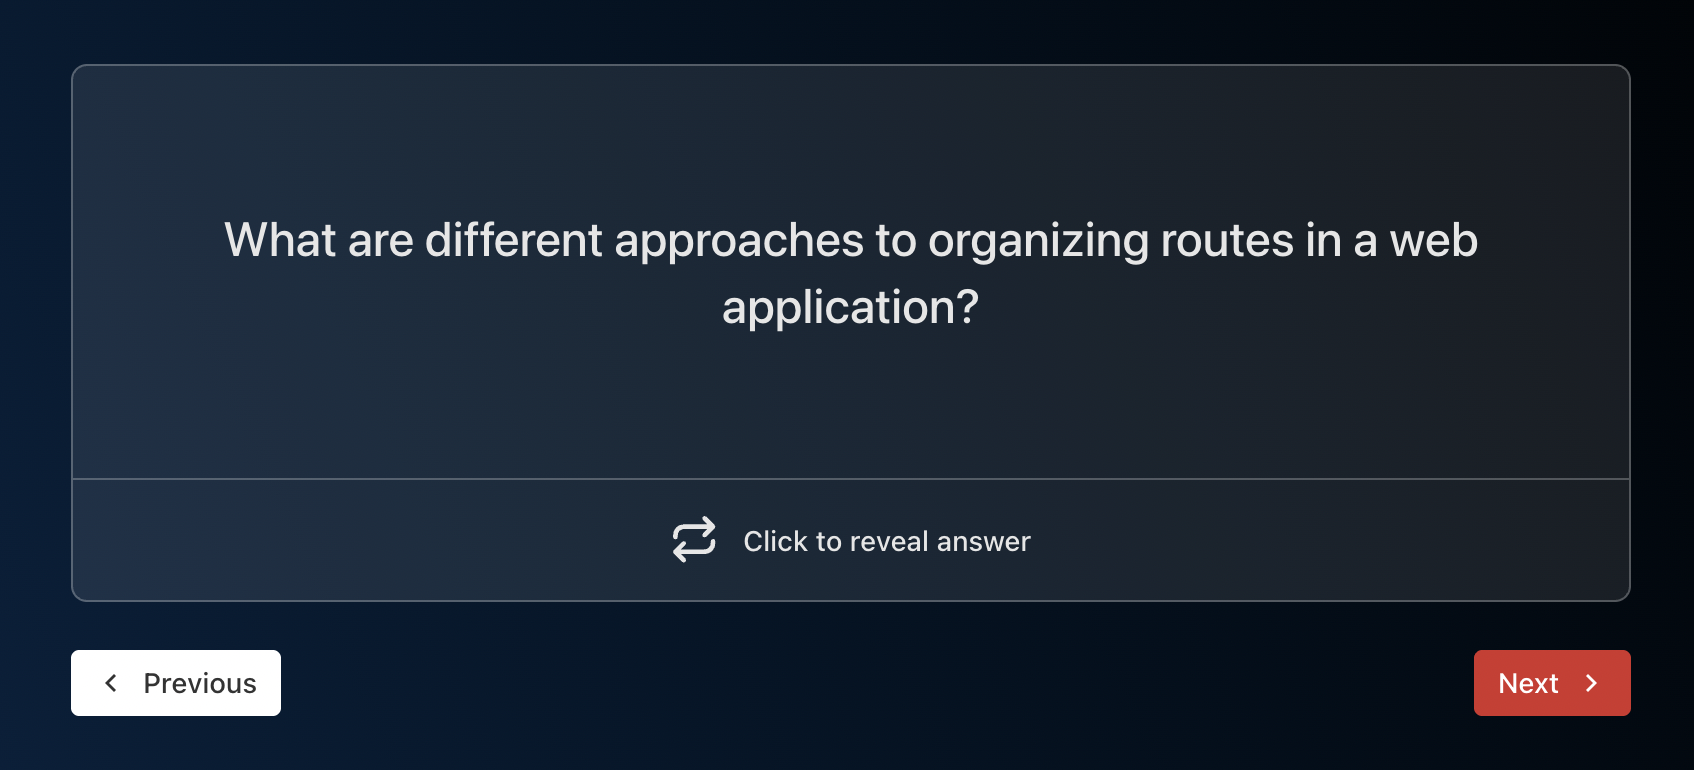 What are different approaches to organizing routes in a web
application?
Click to reveal answer
Previous
Next